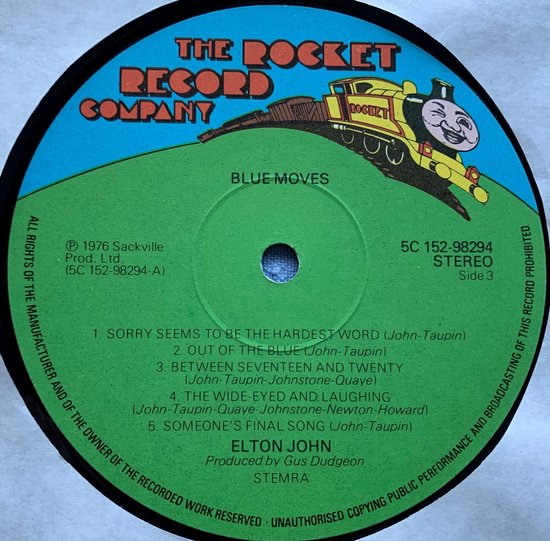 THE ROCKET
RECORD
COMPANY
ROCKET
BLUE MOVES
℗ 1976 Sackville
Prod. Ltd.
(5C 152-98294-A)
5C 152-98294
STEREO
Side 3
1. SORRY SEEMS TO BE THE HARDEST WORD (John-Taupin)
2. OUT OF THE BLUE (John-Taupin)
3. BETWEEN SEVENTEEN AND TWENTY
(John-Taupin-Johnstone-Quaye)
4. THE WIDE-EYED AND LAUGHING
(John-Taupin-Quaye-Johnstone-Newton-Howard)
5. SOMEONE'S FINAL SONG (John-Taupin)
ELTON JOHN
Produced by Gus Dudgeon
STEMRA
ALL RIGHTS OF THE MANUFACTURER AND OF THE OWNER OF THE RECORDED WORK RESERVED · UNAUTHORISED COPYING PUBLIC PERFORMANCE AND BROADCASTING OF THIS RECORD PROHIBITED